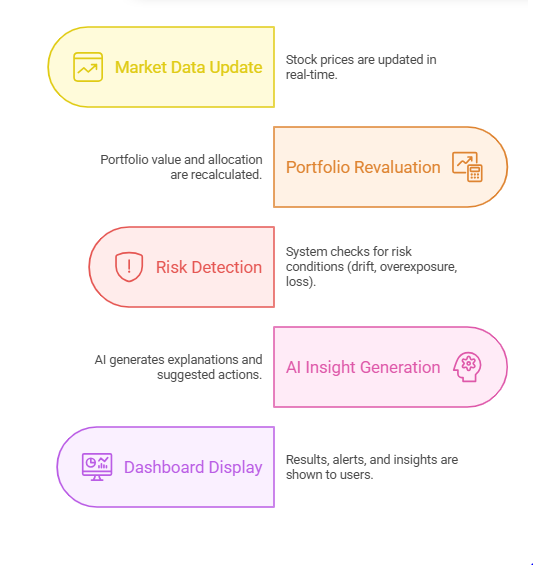 Market Data Update
Stock prices are updated in
real-time.
Portfolio value and allocation
are recalculated.
Portfolio Revaluation
Risk Detection
System checks for risk
conditions (drift, overexposure,
loss).
AI generates explanations and
suggested actions.
AI Insight Generation
Dashboard Display
Results, alerts, and insights are
shown to users.